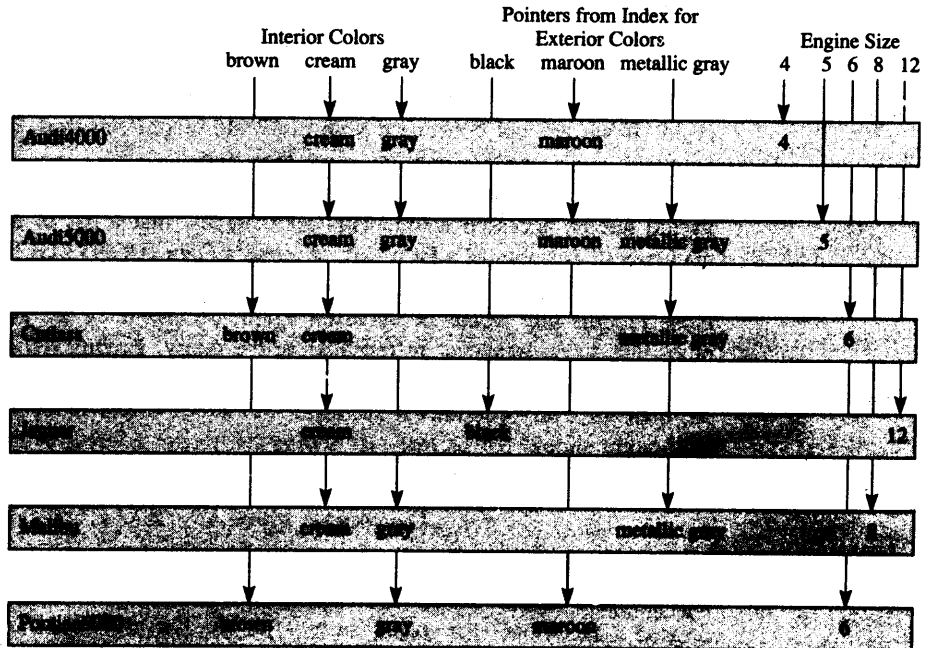 Pointers from Index for
Interior Colors Exterior Colors Engine Size
brown cream gray black maroon metallic gray 4 5 6 8 12
Audi4000 cream gray maroon 4
Audi5000 cream gray maroon metallic gray 5
brown cream metallic gray 6
cream black 12
cream gray metallic gray 8
brown gray maroon 6